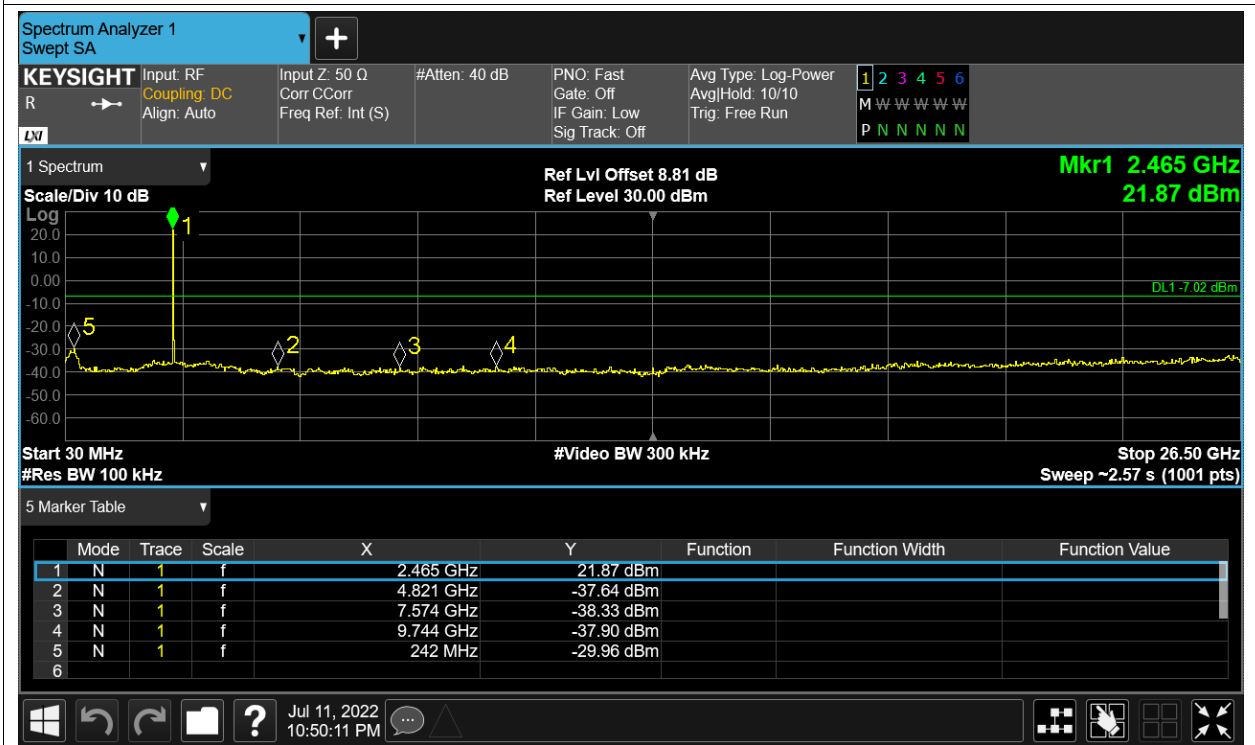 Spectrum Analyzer 1
Swept SA
KEYSIGHT Input: RF Input Z: 50 Ω #Atten: 40 dB PNO: Fast Avg Type: Log-Power 1 2 3 4 5 6
R Coupling: DC Corr CCorr Gate: Off Avg|Hold: 10/10 M W W W W W
Align: Auto Freq Ref: Int (S) IF Gain: Low Trig: Free Run
LXI Sig Track: Off P N N N N N
1 Spectrum Ref Lvl Offset 8.81 dB Mkr1 2.465 GHz
Scale/Div 10 dB Ref Level 30.00 dBm 21.87 dBm
Log
1
20.0
10.0
0.00
DL1 -7.02 dBm
-10.0
-20.0
5 2 3 4
-30.0
-40.0
-50.0
-60.0
Start 30 MHz #Video BW 300 kHz Stop 26.50 GHz
#Res BW 100 kHz Sweep ~2.57 s (1001 pts)
5 Marker Table
Mode Trace Scale X Y Function Function Width Function Value
1 N 1 f 2.465 GHz 21.87 dBm
2 N 1 f 4.821 GHz -37.64 dBm
3 N 1 f 7.574 GHz -38.33 dBm
4 N 1 f 9.744 GHz -37.90 dBm
5 N 1 f 242 MHz -29.96 dBm
6
? Jul 11, 2022
10:50:11 PM